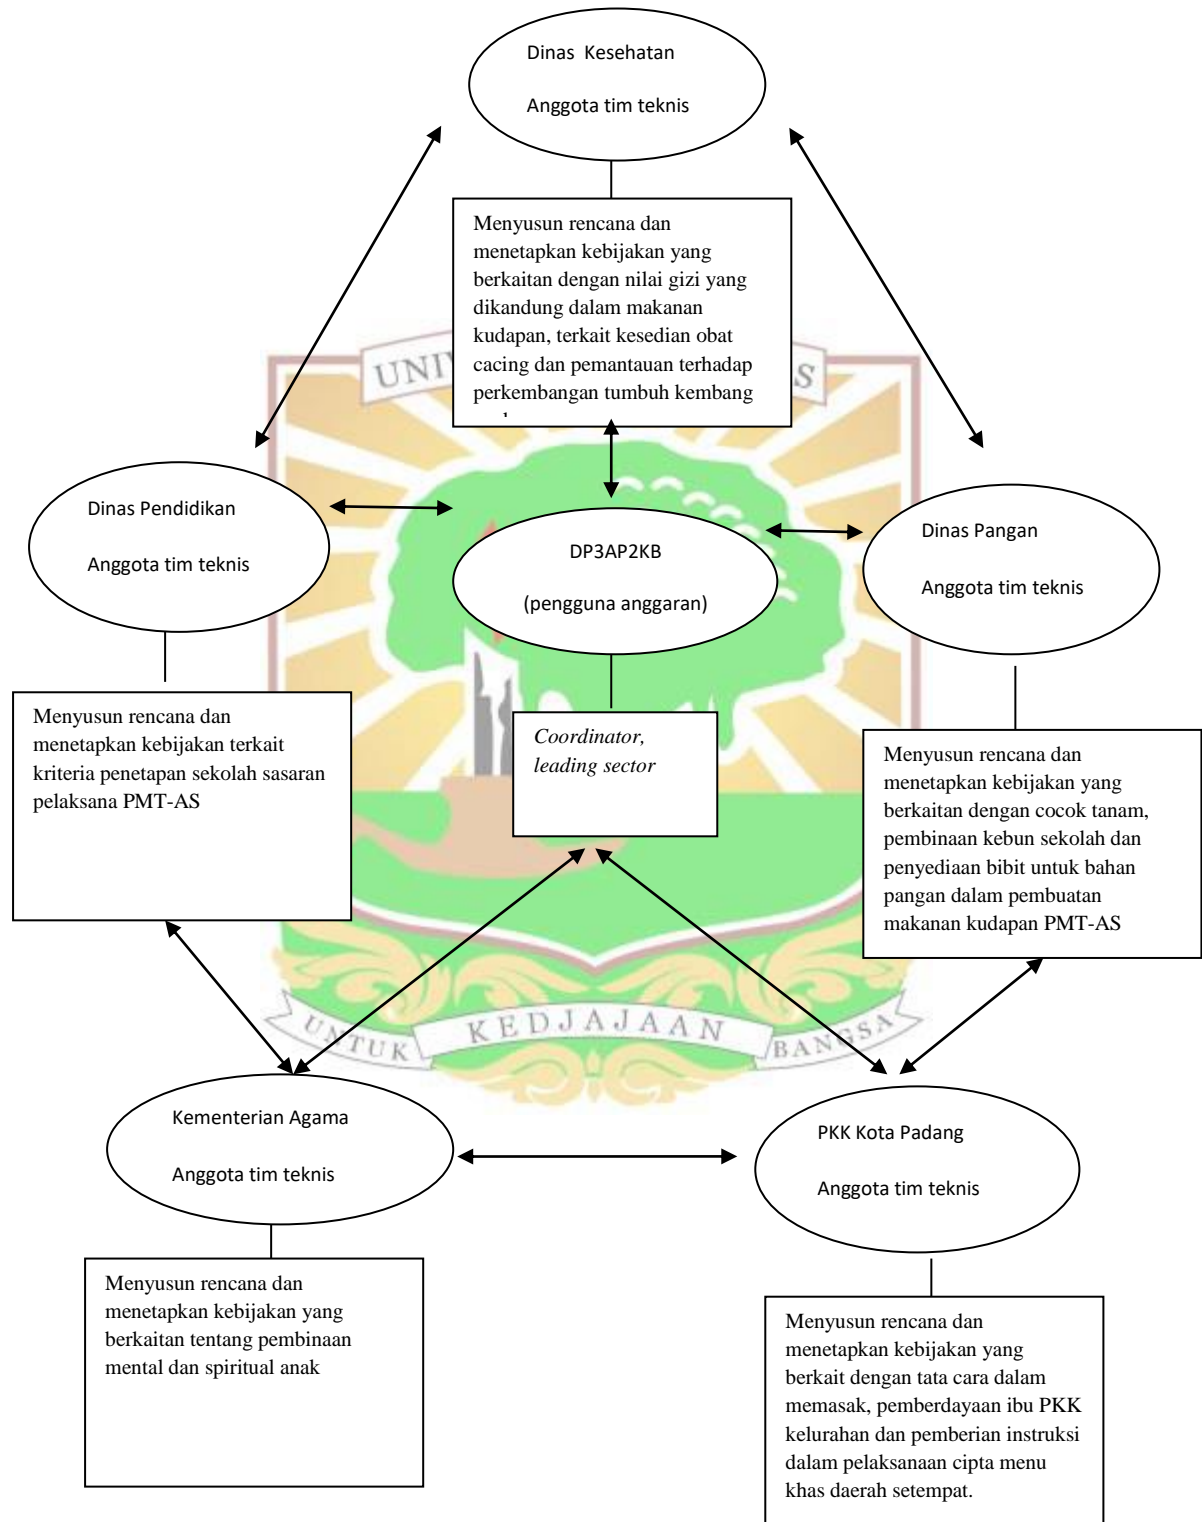 Dinas  Kesehatan
Anggota tim teknis
Menyusun rencana dan
menetapkan kebijakan yang
berkaitan dengan nilai gizi yang
dikandung dalam makanan
kudapan, terkait kesedian obat
cacing dan pemantauan terhadap
perkembangan tumbuh kembang
Dinas Pendidikan
Anggota tim teknis
DP3AP2KB
(pengguna anggaran)
Dinas Pangan
Anggota tim teknis
Menyusun rencana dan
menetapkan kebijakan terkait
kriteria penetapan sekolah sasaran
pelaksana PMT-AS
Coordinator,
leading sector
Menyusun rencana dan
menetapkan kebijakan yang
berkaitan dengan cocok tanam,
pembinaan kebun sekolah dan
penyediaan bibit untuk bahan
pangan dalam pembuatan
makanan kudapan PMT-AS
UNTUK KEDJAJAAN BANGSA
Kementerian Agama
Anggota tim teknis
PKK Kota Padang
Anggota tim teknis
Menyusun rencana dan
menetapkan kebijakan yang
berkaitan tentang pembinaan
mental dan spiritual anak
Menyusun rencana dan
menetapkan kebijakan yang
berkait dengan tata cara dalam
memasak, pemberdayaan ibu PKK
kelurahan dan pemberian instruksi
dalam pelaksanaan cipta menu
khas daerah setempat.